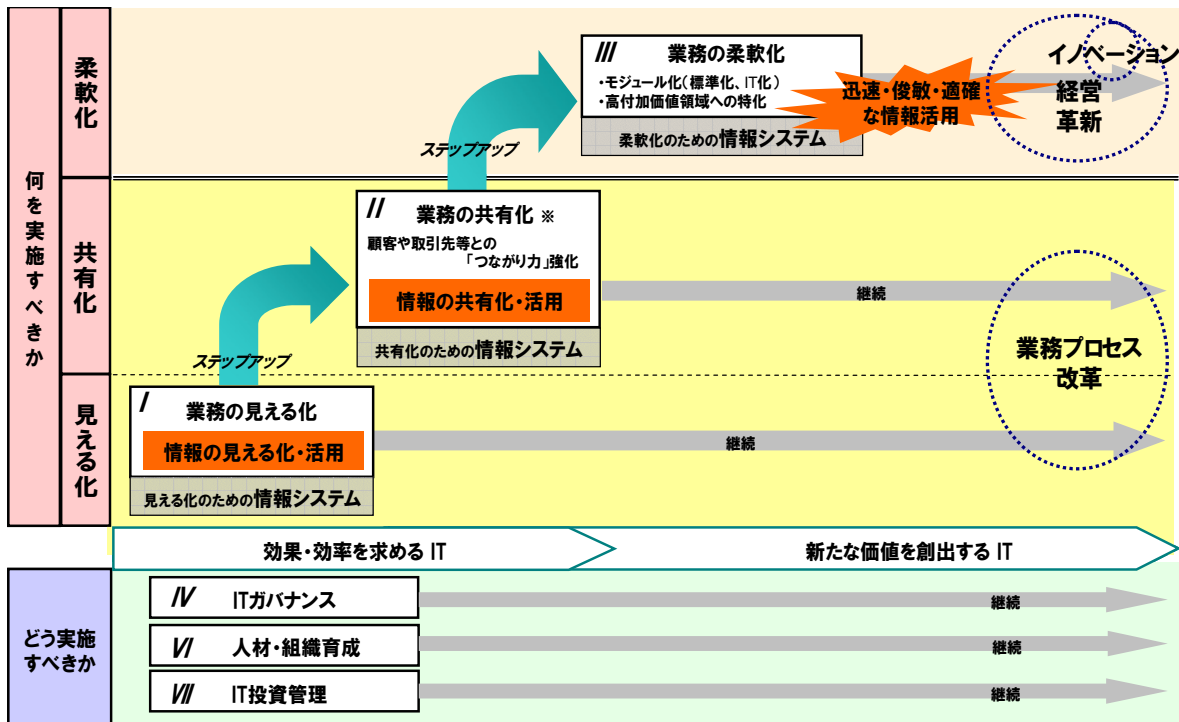 何を実施すべきか
柔軟化
Ⅲ 業務の柔軟化
・モジュール化(標準化、IT化)
・高付加価値領域への特化
柔軟化のための情報システム
迅速・俊敏・適確
な情報活用
イノベーション
経営
革新
ステップアップ
共有化
Ⅱ 業務の共有化 ※
顧客や取引先等との
「つながり力」強化
情報の共有化・活用
共有化のための情報システム
継続
業務プロセス
改革
ステップアップ
見える化
Ⅰ 業務の見える化
情報の見える化・活用
見える化のための情報システム
継続
効果・効率を求める IT
新たな価値を創出する IT
どう実施
すべきか
Ⅳ ITガバナンス
継続
Ⅵ 人材・組織育成
継続
Ⅶ IT投資管理
継続